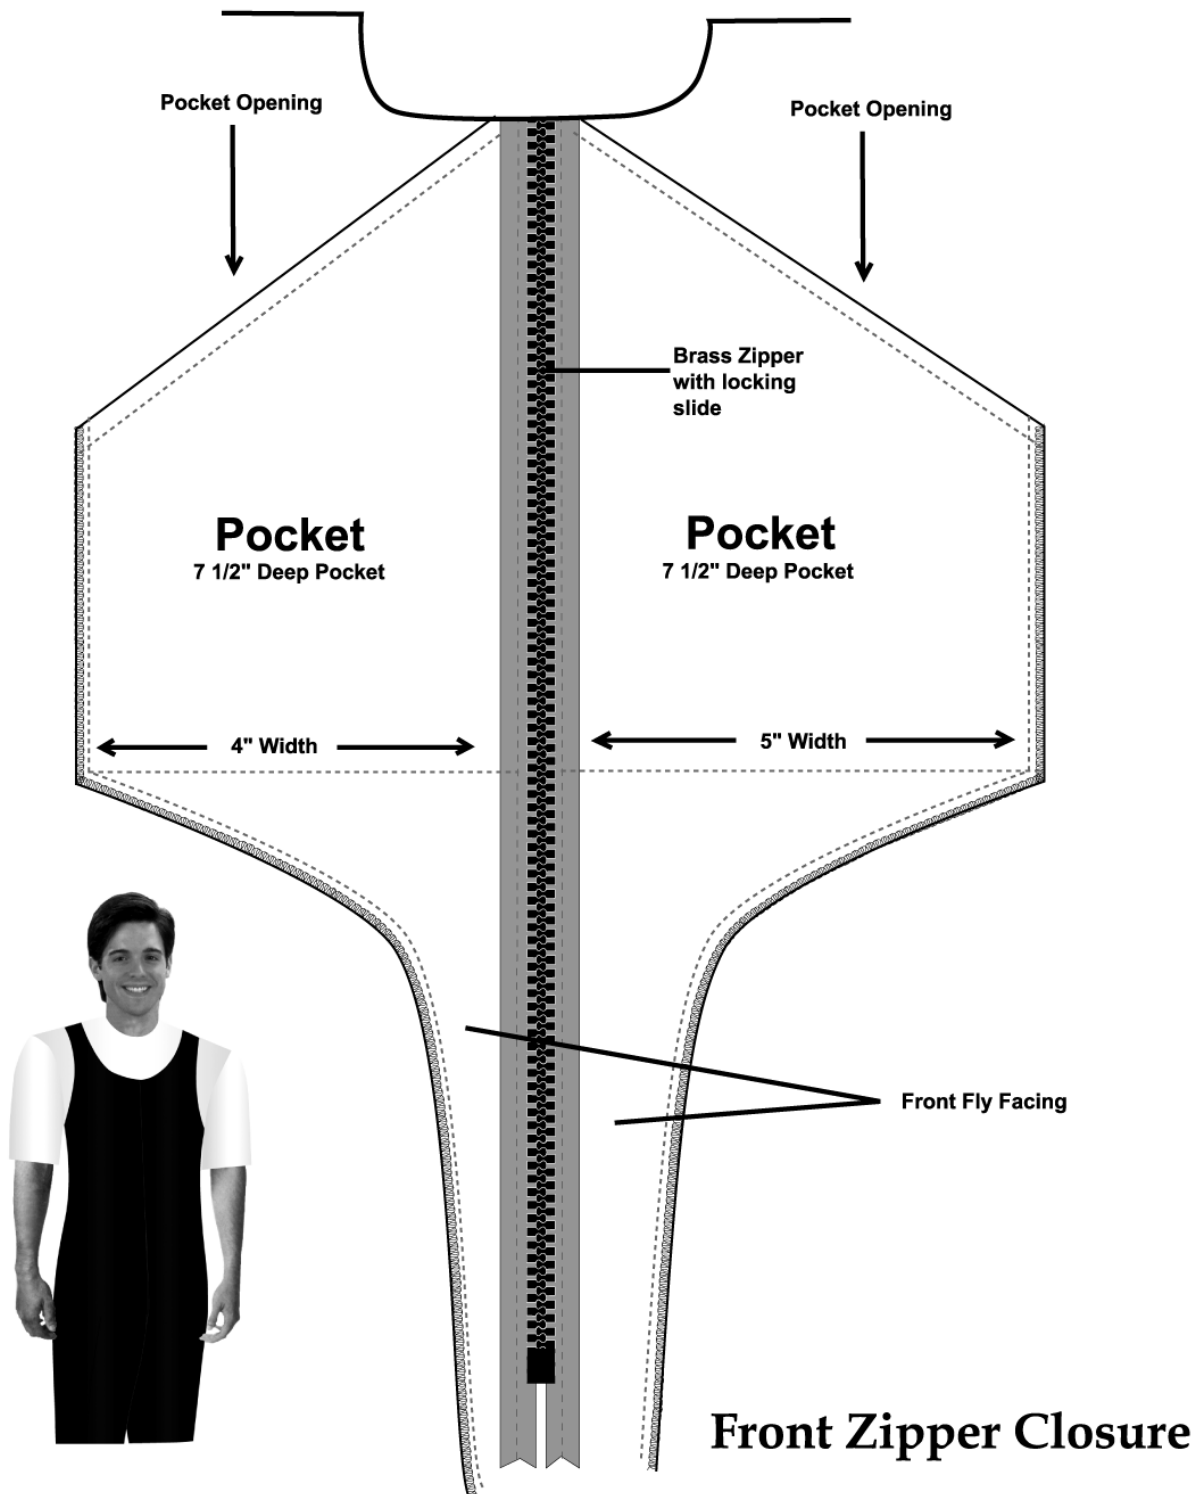 Pocket Opening
Pocket Opening
Brass Zipper
with locking
slide
Pocket
7 1/2" Deep Pocket
Pocket
7 1/2" Deep Pocket
4" Width
5" Width
Front Fly Facing
Front Zipper Closure